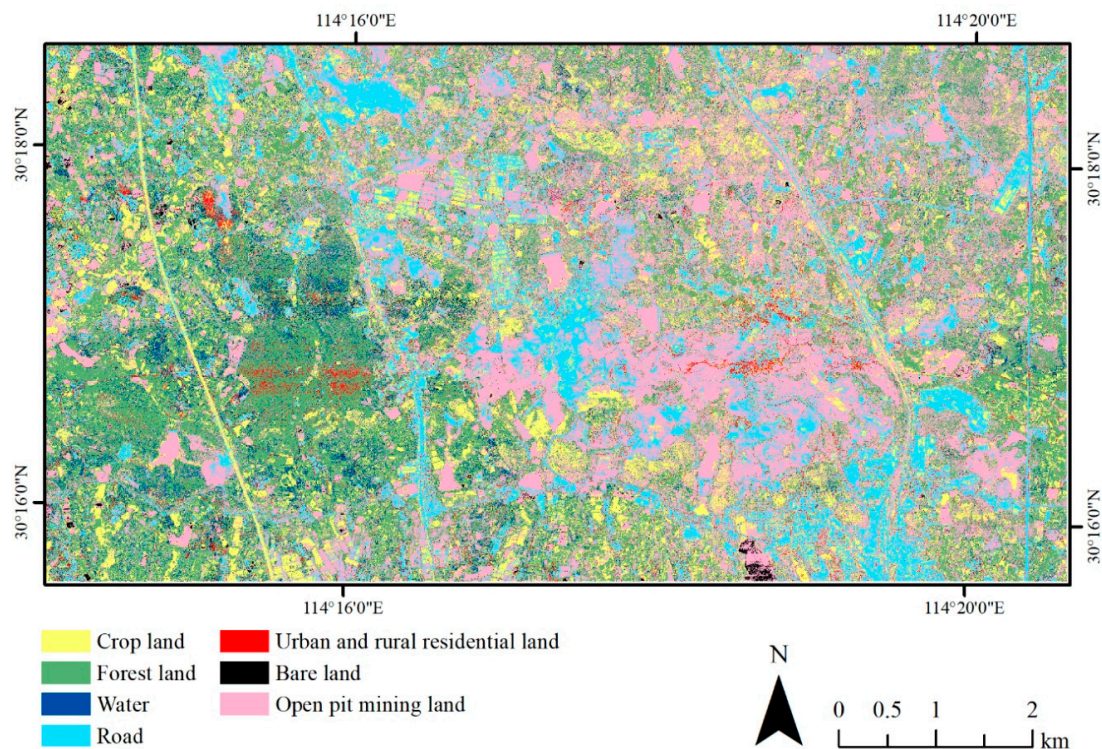 114°16'0"E
114°20'0"E
30°18'0"N
30°18'0"N
30°16'0"N
30°16'0"N
114°16'0"E
114°20'0"E
Crop land
Urban and rural residential land
Forest land
Bare land
Water
Open pit mining land
Road
N
0 0.5 1 2
km